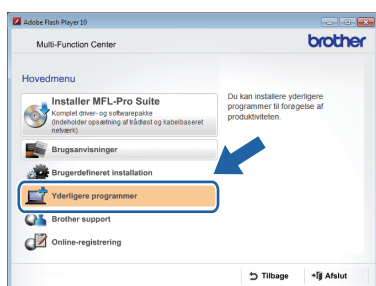 Adobe Flash Player 10
Multi-Function Center
brother
Hovedmenu
Installer MFL-Pro Suite
Komplet driver- og softwarepakke
(Indeholder opsætning af trådløst og kabelbaseret
netværk)
Brugsanvisninger
Brugerdefineret installation
Yderligere programmer
Brother support
Online-registrering
Du kan installere yderligere
programmer til forøgelse af
produktiviteten.
Tilbage
Afslut